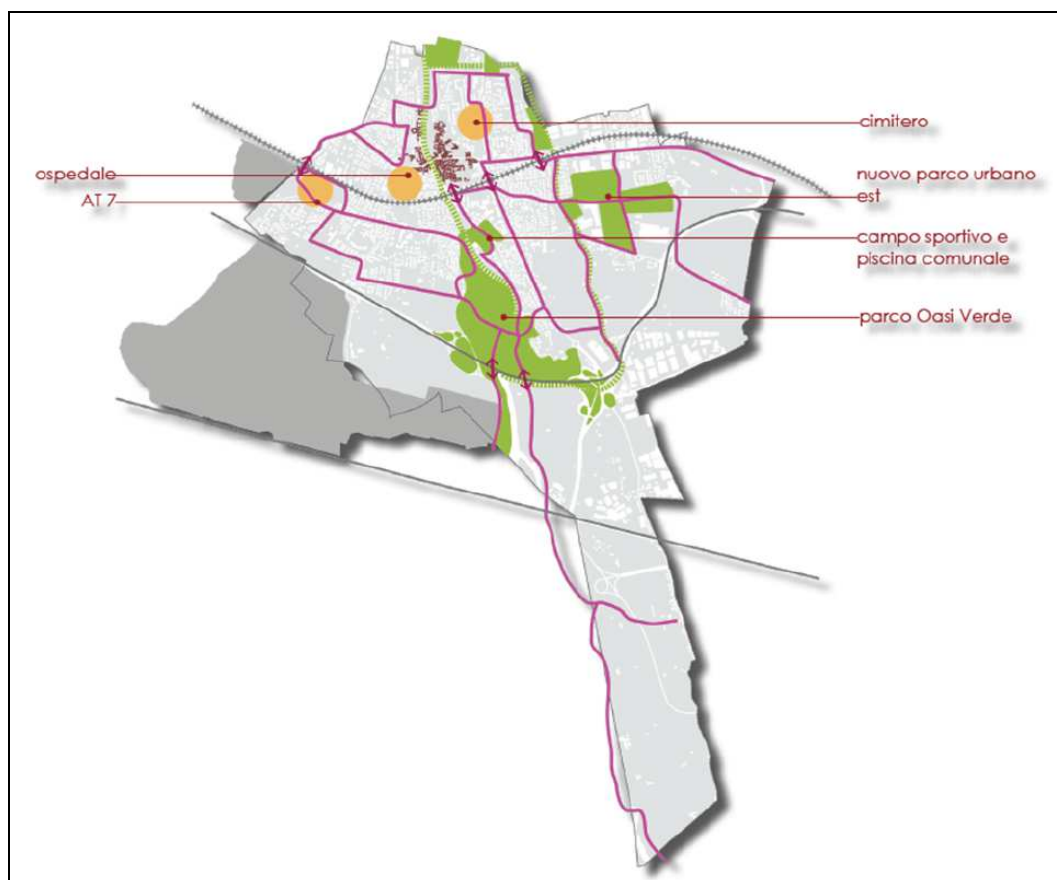 cimitero
ospedale
AT 7
nuovo parco urbano
est
campo sportivo e
piscina comunale
parco Oasi Verde